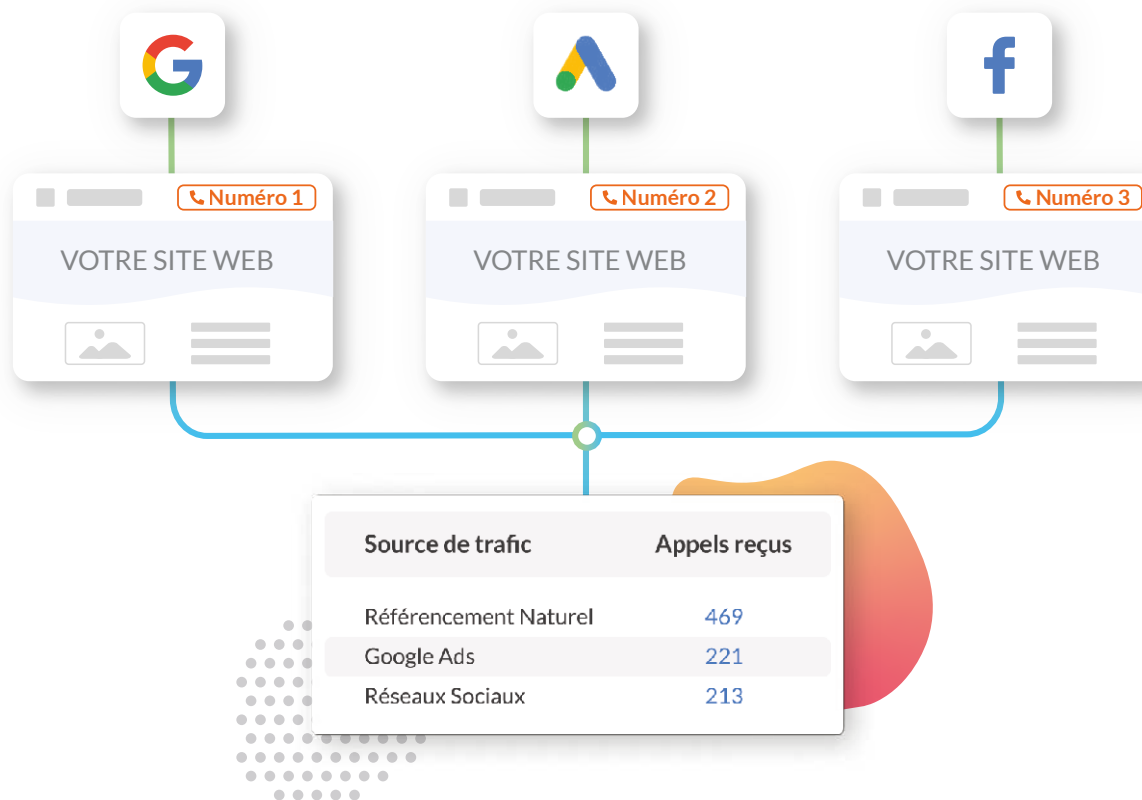 Numéro 1
Numéro 2
Numéro 3
VOTRE SITE WEB
VOTRE SITE WEB
VOTRE SITE WEB
Source de trafic Appels reçus
Référencement Naturel 469
Google Ads 221
Réseaux Sociaux 213